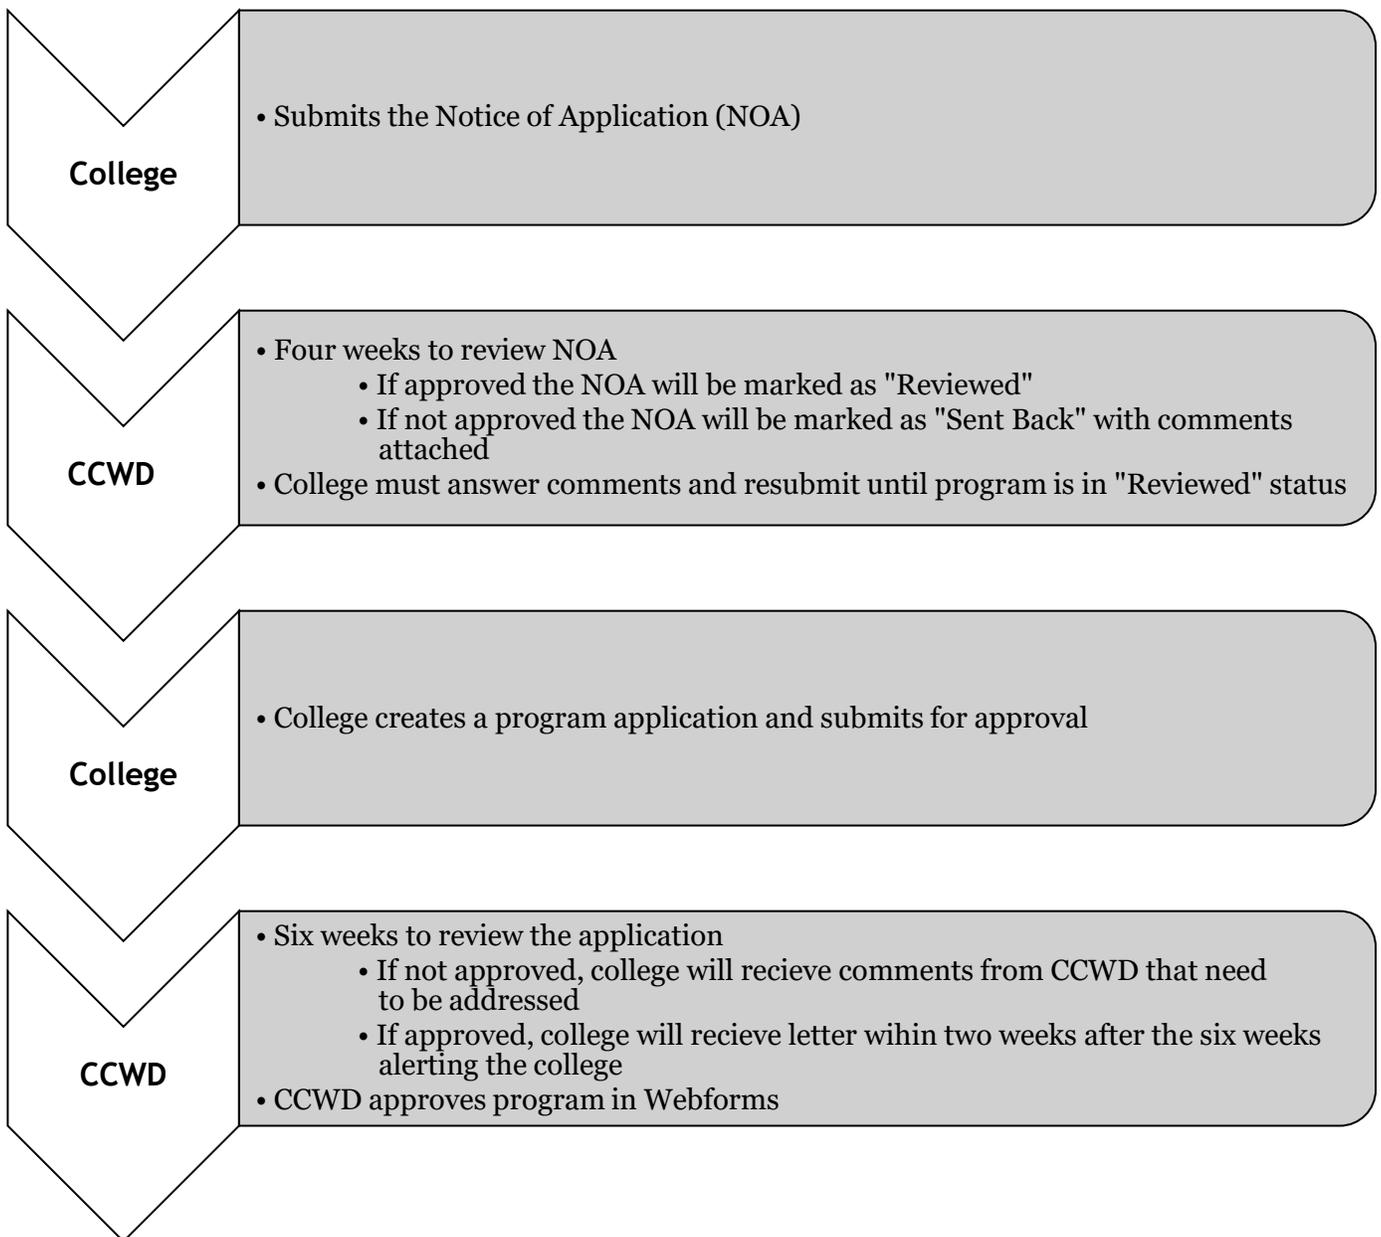 College
• Submits the Notice of Application (NOA)
CCWD
• Four weeks to review NOA
• If approved the NOA will be marked as "Reviewed"
• If not approved the NOA will be marked as "Sent Back" with comments
attached
• College must answer comments and resubmit until program is in "Reviewed" status
College
• College creates a program application and submits for approval
CCWD
• Six weeks to review the application
• If not approved, college will recieve comments from CCWD that need
to be addressed
• If approved, college will recieve letter wihin two weeks after the six weeks
alerting the college
• CCWD approves program in Webforms